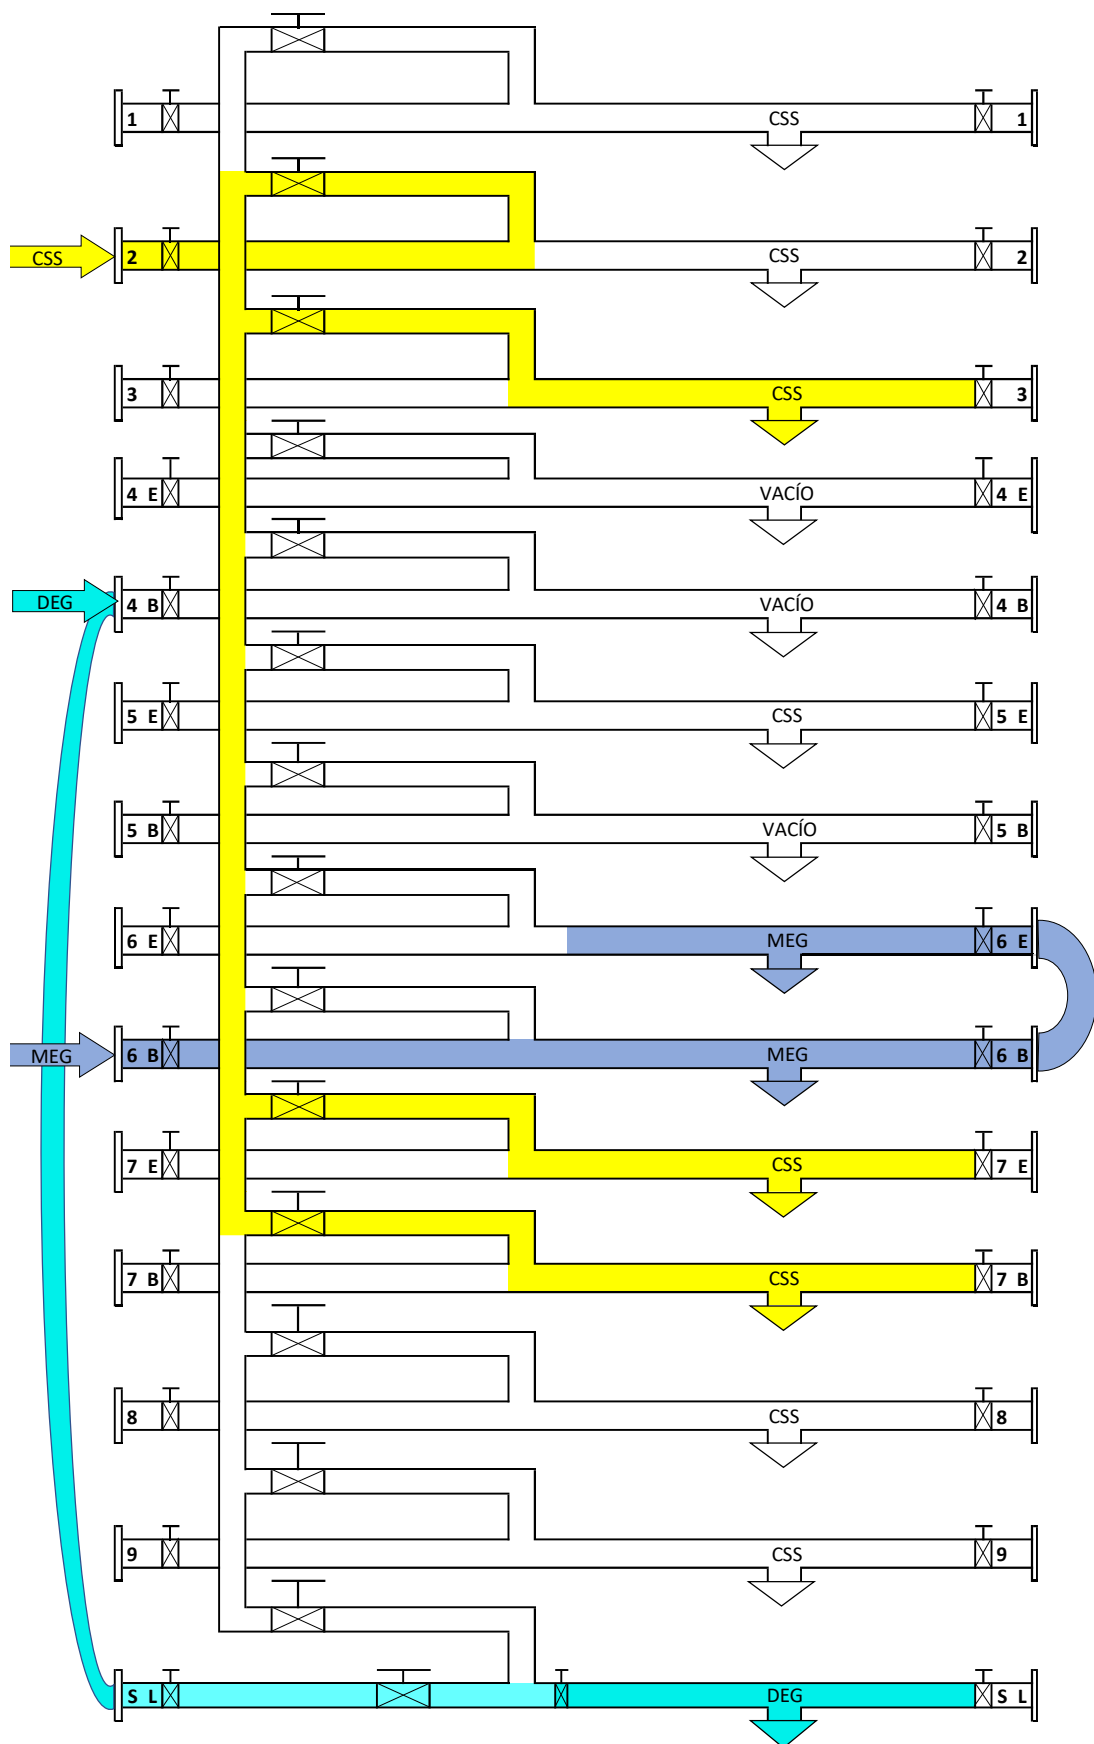 1 CSS 1
CSS 2 CSS 2
3 CSS 3
4 E VACÍO 4 E
DEG 4 B VACÍO 4 B
5 E CSS 5 E
5 B VACÍO 5 B
6 E MEG 6 E
MEG 6 B MEG 6 B
7 E CSS 7 E
7 B CSS 7 B
8 CSS 8
9 CSS 9
S L DEG S L